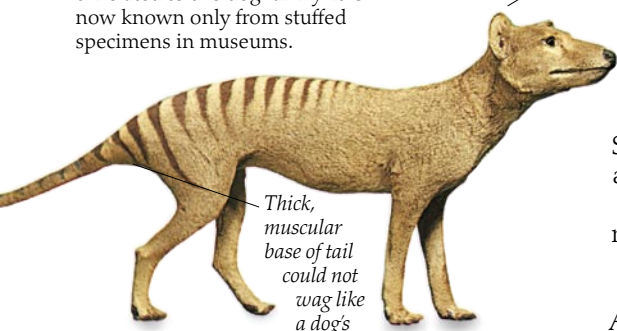 now known only from stuffed
specimens in museums.
Thick,
muscular
base of tail
could not
wag like
a dog's